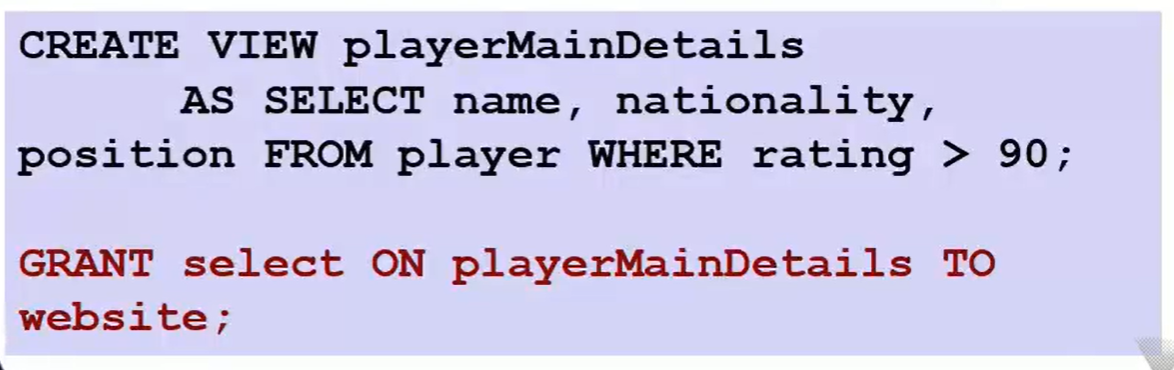 CREATE VIEW playerMainDetails
AS SELECT name, nationality,
position FROM player WHERE rating > 90;
GRANT select ON playerMainDetails TO
website;